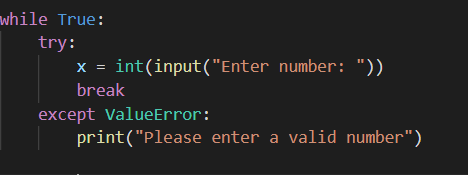 while True:
    try:
        x = int(input("Enter number: "))
        break
    except ValueError:
        print("Please enter a valid number")